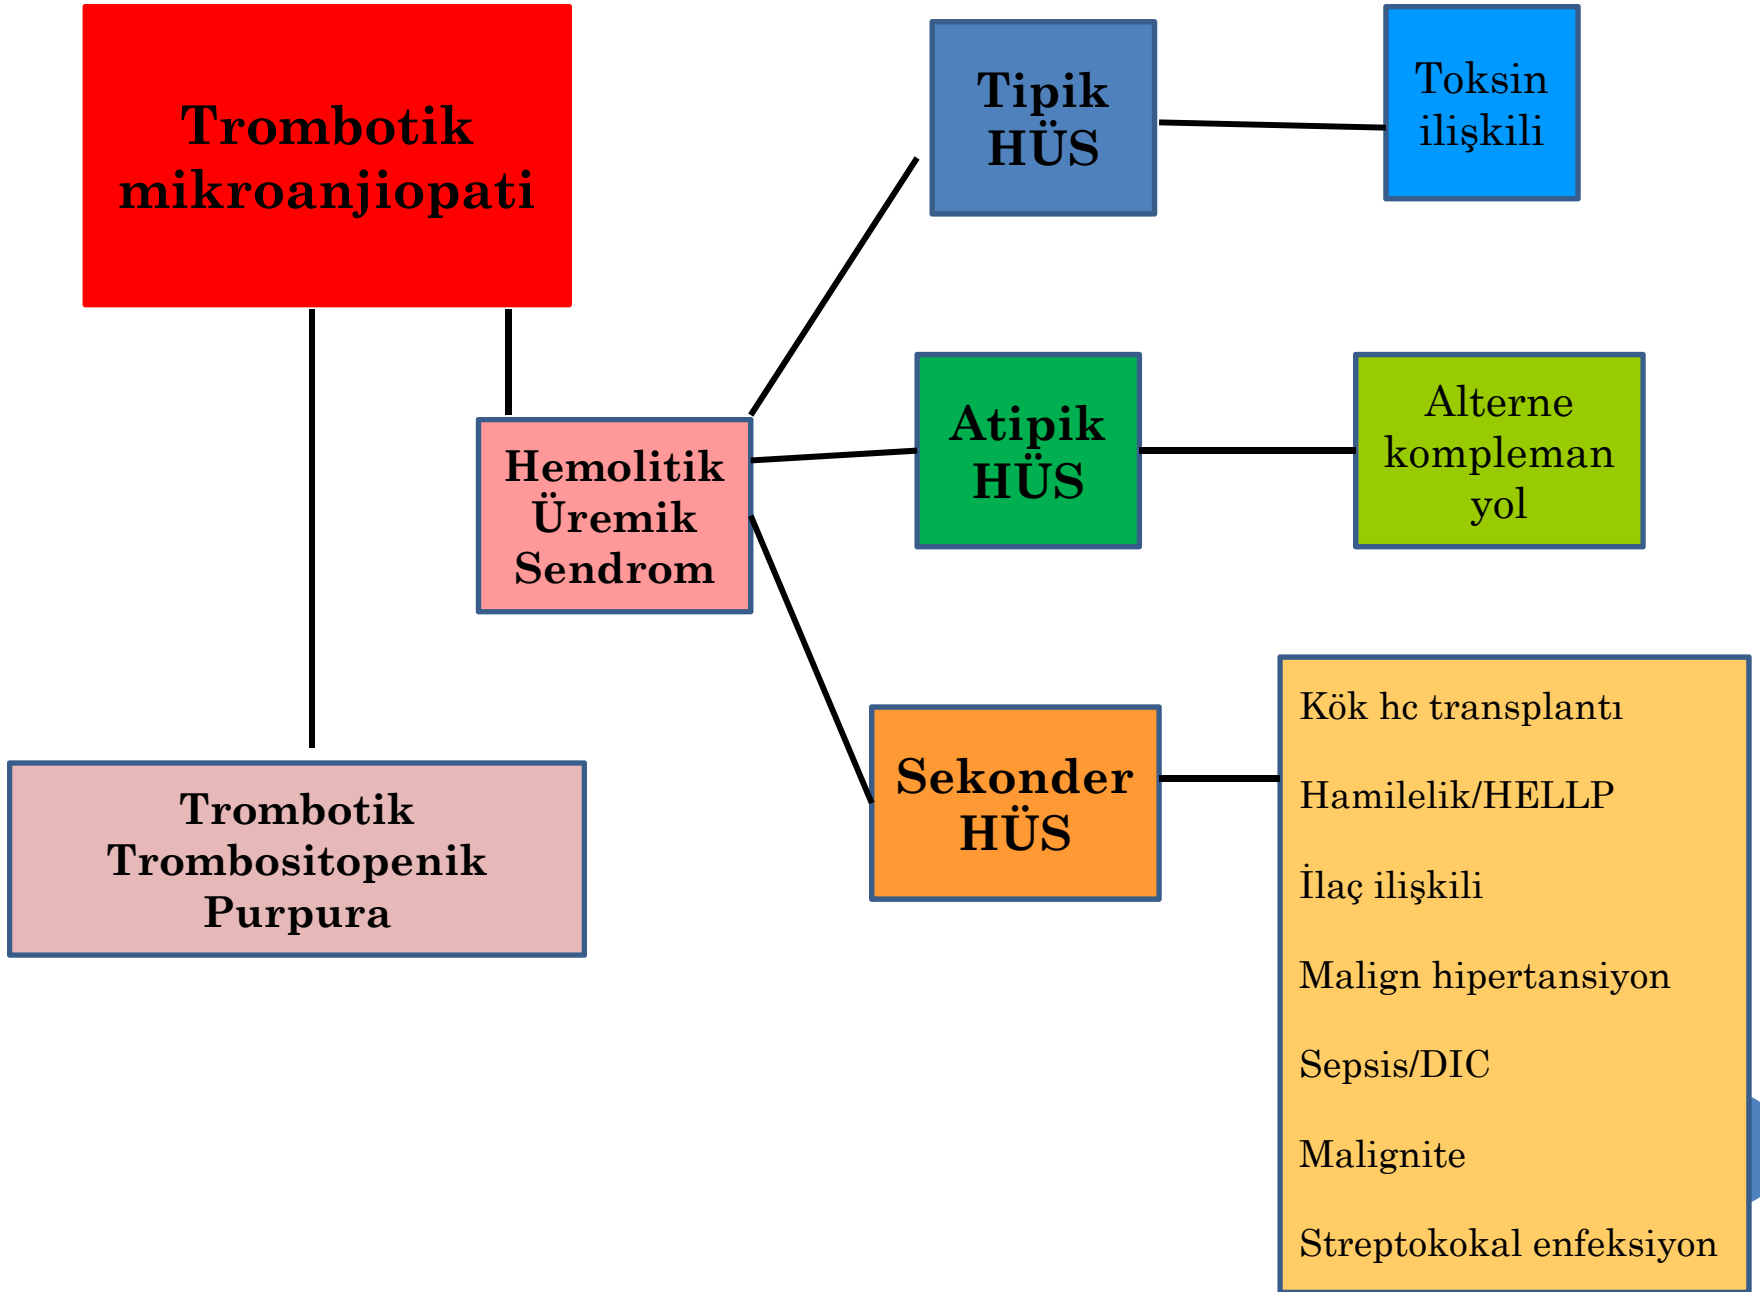 Trombotik
mikroanjiopati
Tipik
HÜS
Toksin
ilişkili
Hemolitik
Üremik
Sendrom
Atipik
HÜS
Alterne
kompleman
yol
Trombotik
Trombositopenik
Purpura
Sekonder
HÜS
Kök hc transplantı
Hamilelik/HELLP
İlaç ilişkili
Malign hipertansiyon
Sepsis/DIC
Malignite
Streptokokal enfeksiyon